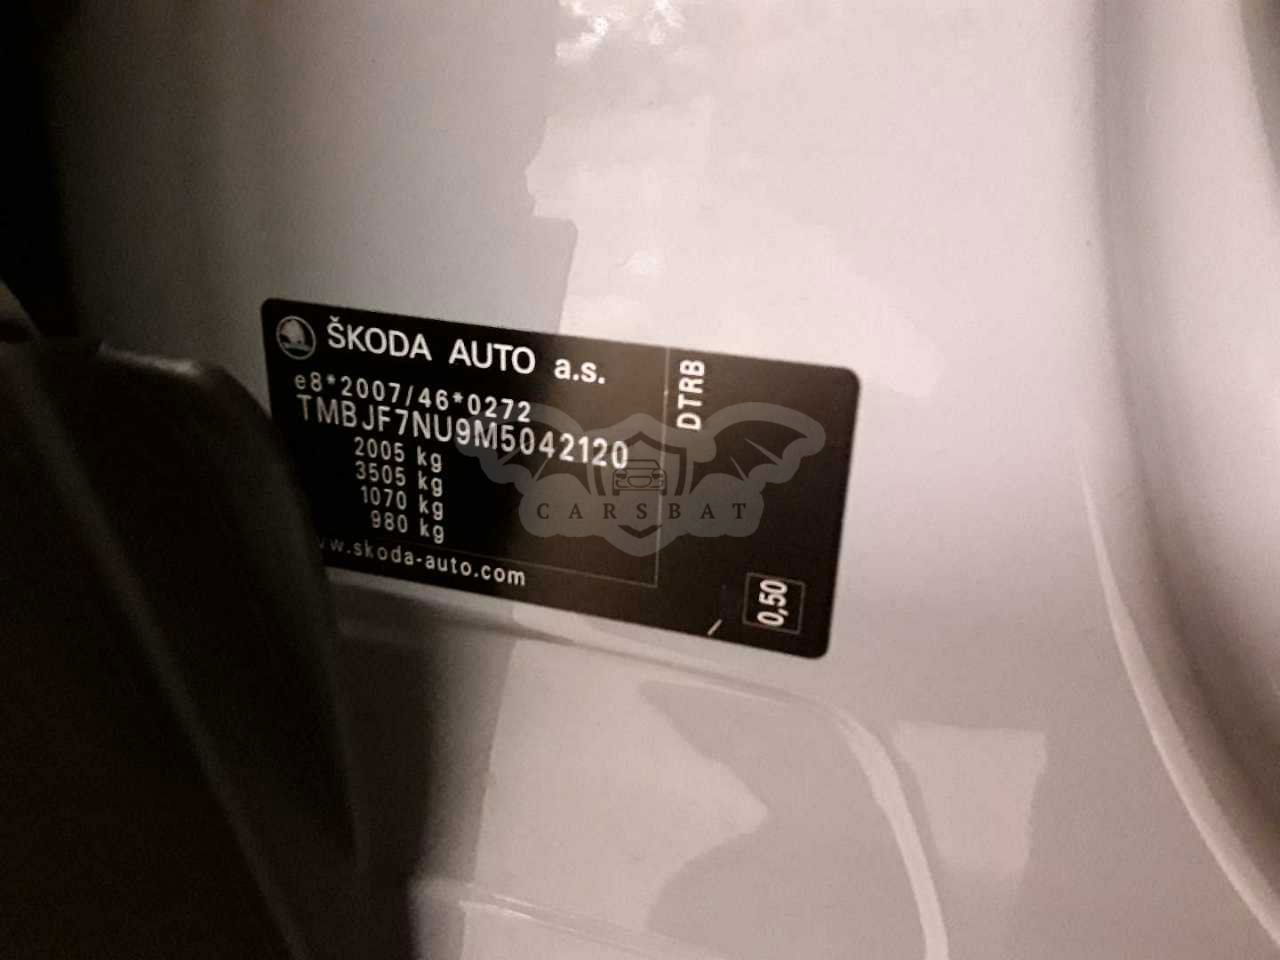 ŠKODA AUTO a.s.
e8*2007/46*0272
TMBJF7NU9M5042120
2005 kg
3505 kg
1070 kg
980 kg
www.skoda-auto.com
DTRB
0,50
CARSBAT